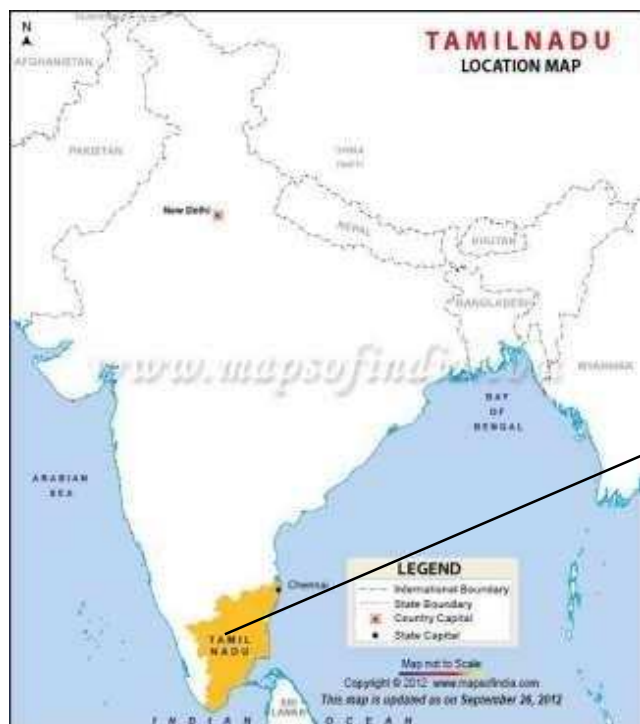 N
TAMILNADU
LOCATION MAP
AFGHANISTAN
PAKISTAN
New Delhi
NEPAL
BHUTAN
BANGLADESH
MYANMAR
www.mapsofindia.com
BAY
OF
BENGAL
ARABIAN
SEA
Chennai
TAMIL
NADU
LEGEND
International Boundary
State Boundary
Country Capital
State Capital
Map not to Scale
Copyright © 2012 www.mapsofindia.com
This map is updated as on September 26, 2012
SRI
LANKA
INDIAN OCEAN